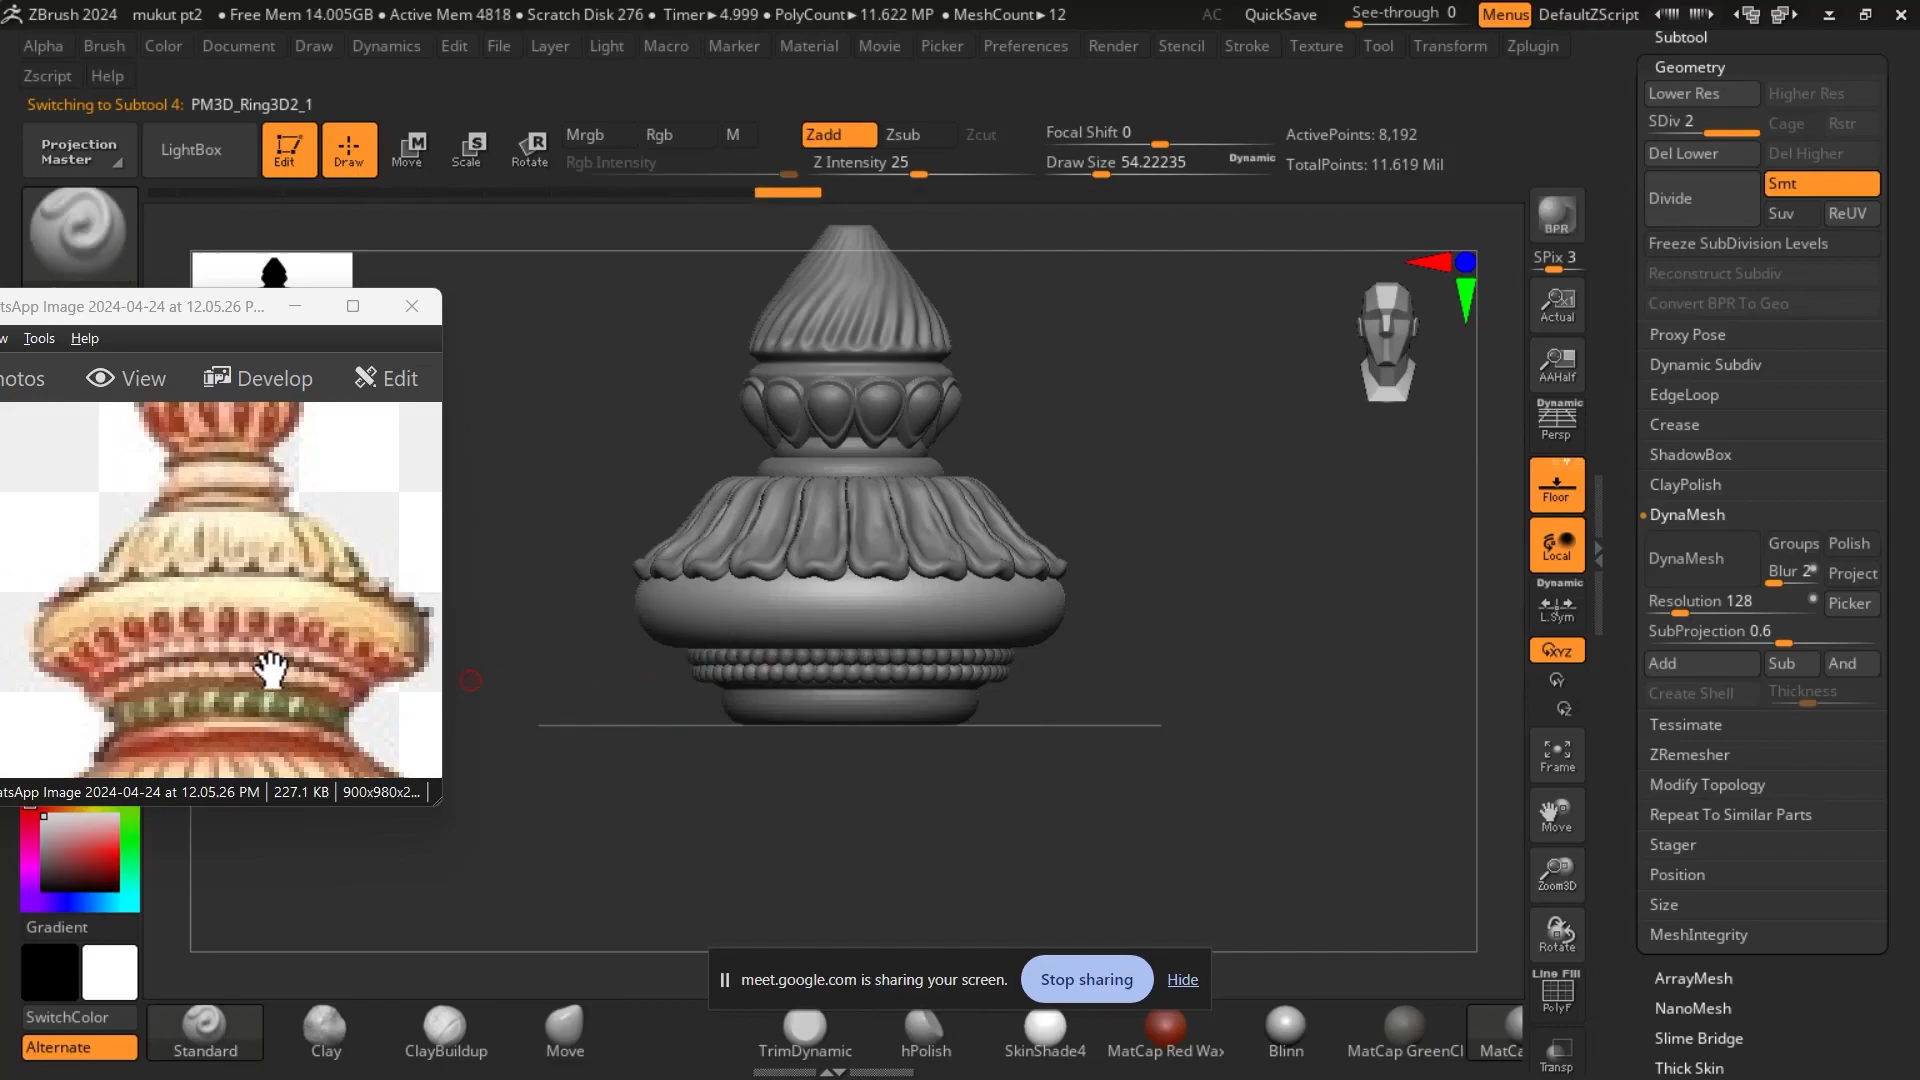 ZBrush 2024 mukut pt2 ● Free Mem 14.005GB ● Active Mem 4818 ● Scratch Disk 276 ● Timer►4.999 ● PolyCount►11.622 MP ● MeshCount►12 AC QuickSave See-through 0 Menus DefaultZScript
Alpha Brush Color Document Draw Dynamics Edit File Layer Light Macro Marker Material Movie Picker Preferences Render Stencil Stroke Texture Tool Transform Zplugin
Zscript Help
Switching to Subtool 4: PM3D_Ring3D2_1
Projection Master
LightBox
Edit
Draw
Move
Scale
Rotate
Mrgb Rgb M
Rgb Intensity
Zadd Zsub Zcut
Z Intensity 25
Focal Shift 0
Draw Size 54.22235 Dynamic
ActivePoints: 8,192
TotalPoints: 11.619 Mil
tsApp Image 2024-04-24 at 12.05.26 P...
w Tools Help
hotos View Develop Edit
atsApp Image 2024-04-24 at 12.05.26 PM 227.1 KB 900x980x2...
Gradient
SwitchColor
Alternate
meet.google.com is sharing your screen. Stop sharing Hide
Standard
Clay
ClayBuildup
Move
TrimDynamic
hPolish
SkinShade4
MatCap Red Wax
Blinn
MatCap GreenCl
MatCa
BPR
SPix 3
Actual
AAHalf
Dynamic
Persp
Floor
Local
Dynamic
L.Sym
XYZ
Y
Z
Frame
Move
Zoom3D
Rotate
Line Fill
PolyF
Transp
Subtool
Geometry
Lower Res Higher Res
SDiv 2 Cage Rstr
Del Lower Del Higher
Divide Smt
Suv ReUV
Freeze SubDivision Levels
Reconstruct Subdiv
Convert BPR To Geo
Proxy Pose
Dynamic Subdiv
EdgeLoop
Crease
ShadowBox
ClayPolish
DynaMesh
DynaMesh Groups Polish
Blur 2 Project
Resolution 128 Picker
SubProjection 0.6
Add Sub And
Create Shell Thickness
Tessimate
ZRemesher
Modify Topology
Repeat To Similar Parts
Stager
Position
Size
MeshIntegrity
ArrayMesh
NanoMesh
Slime Bridge
Thick Skin